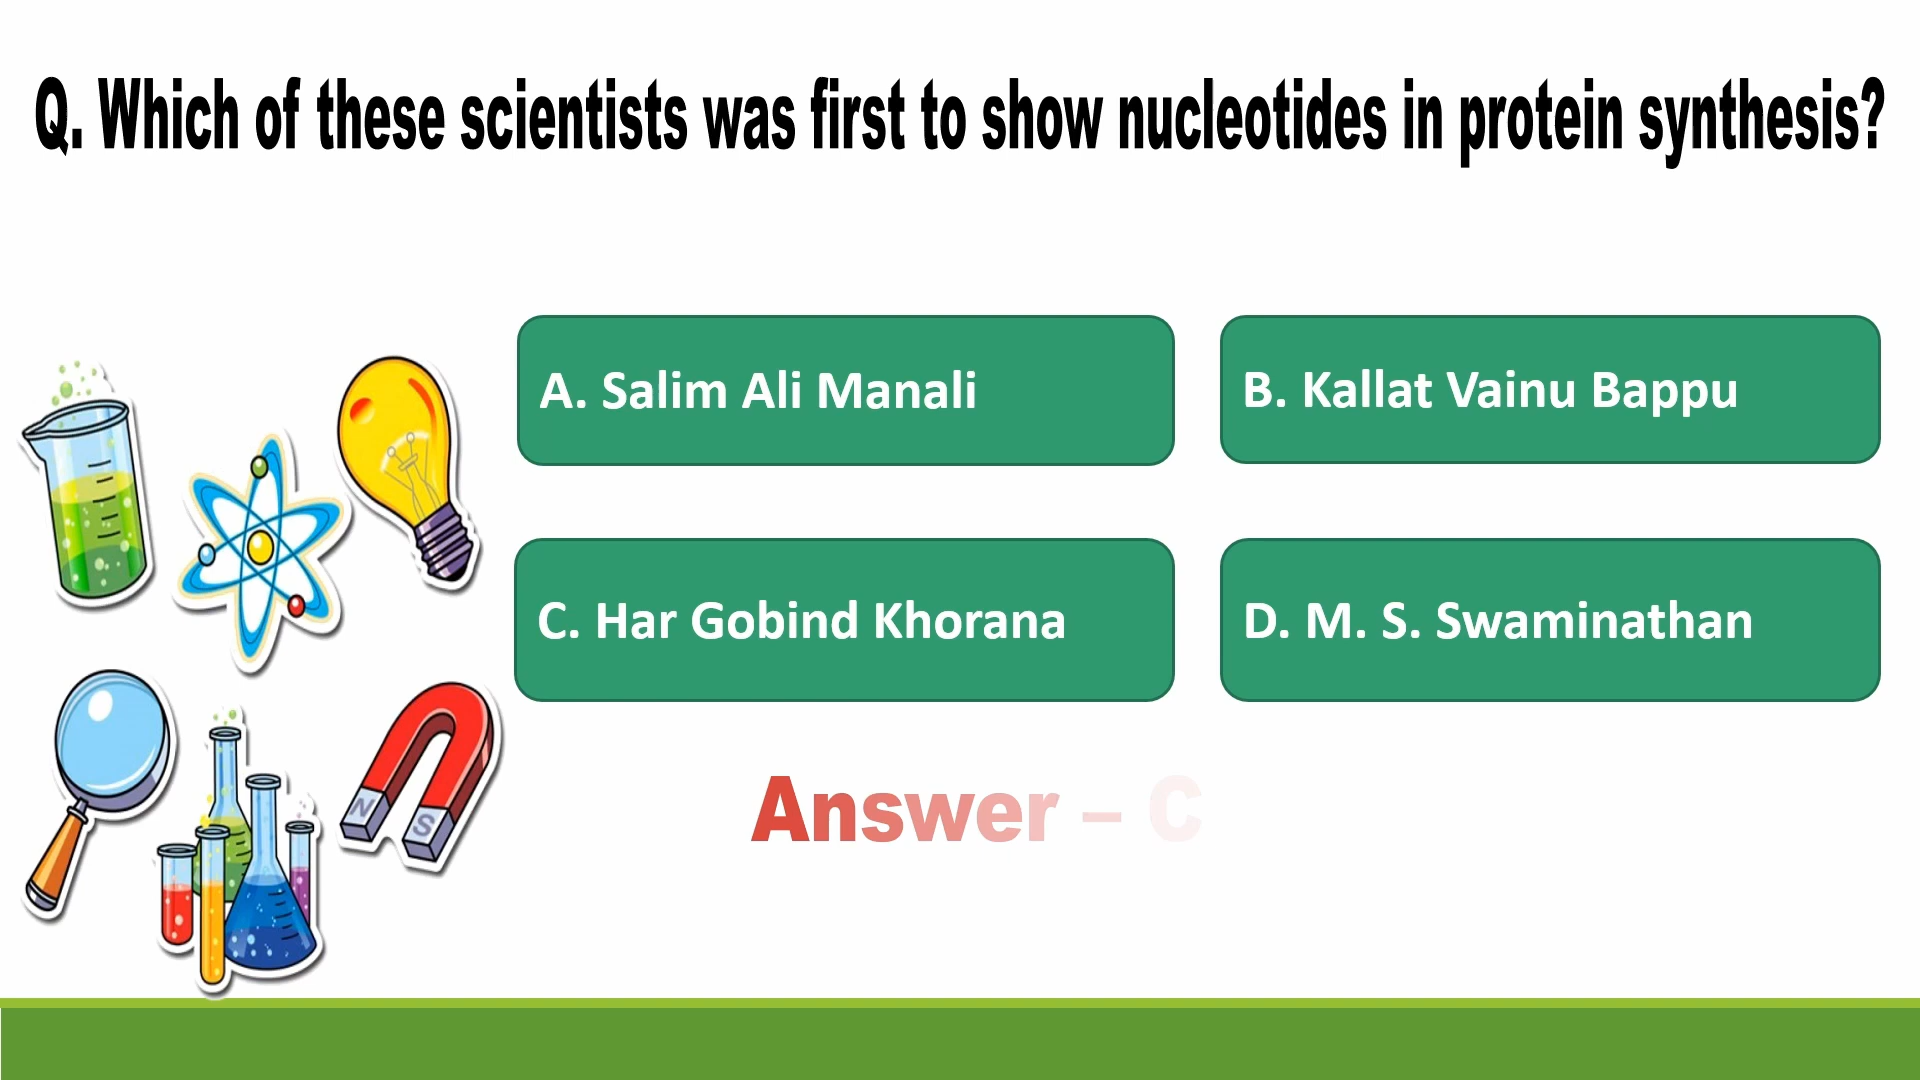 Q. Which of these scientists was first to show nucleotides in protein synthesis?
A. Salim Ali Manali
B. Kallat Vainu Bappu
C. Har Gobind Khorana
D. M. S. Swaminathan
N
S
Answer – C